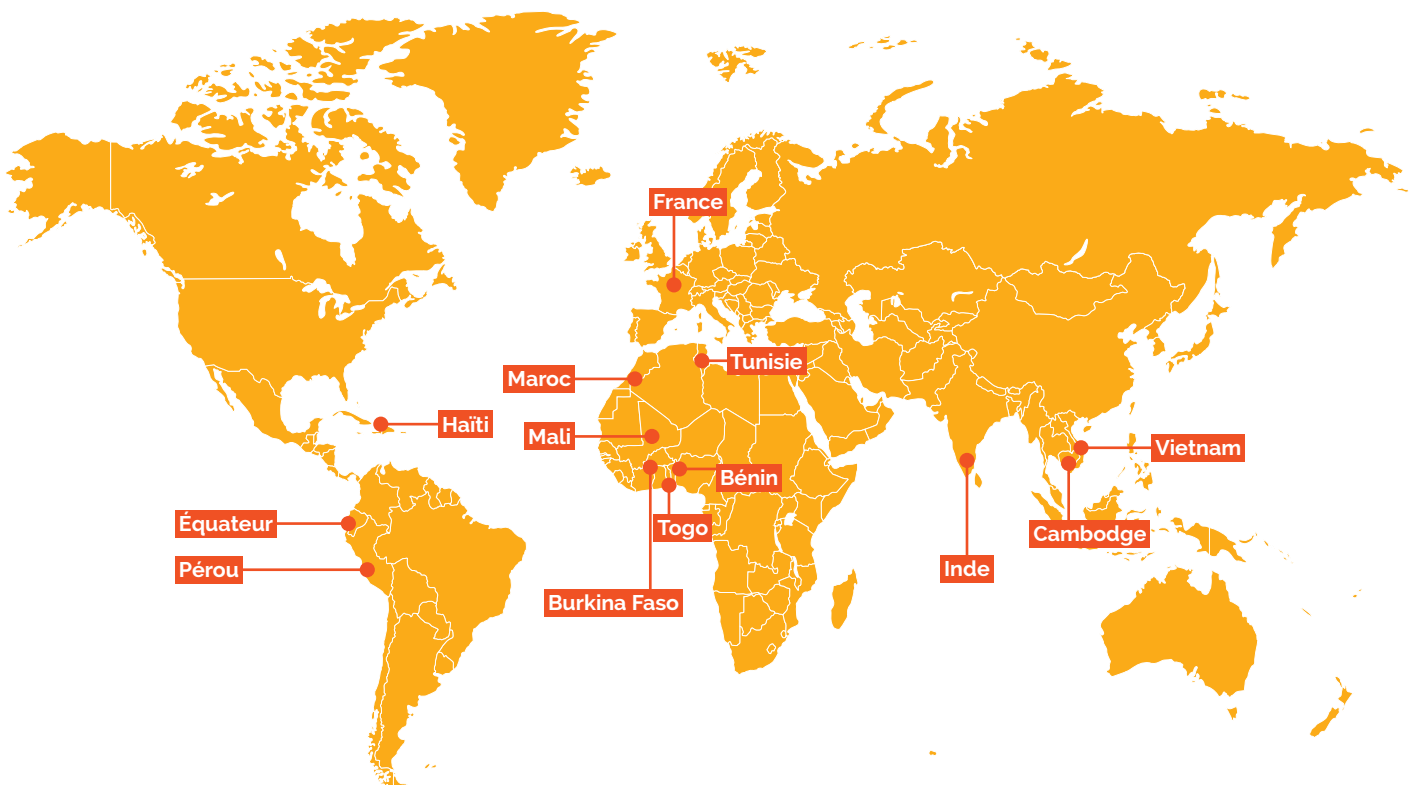 France
Tunisie
Maroc
Haïti
Mali
Vietnam
Bénin
Équateur
Togo
Cambodge
Pérou
Inde
Burkina Faso